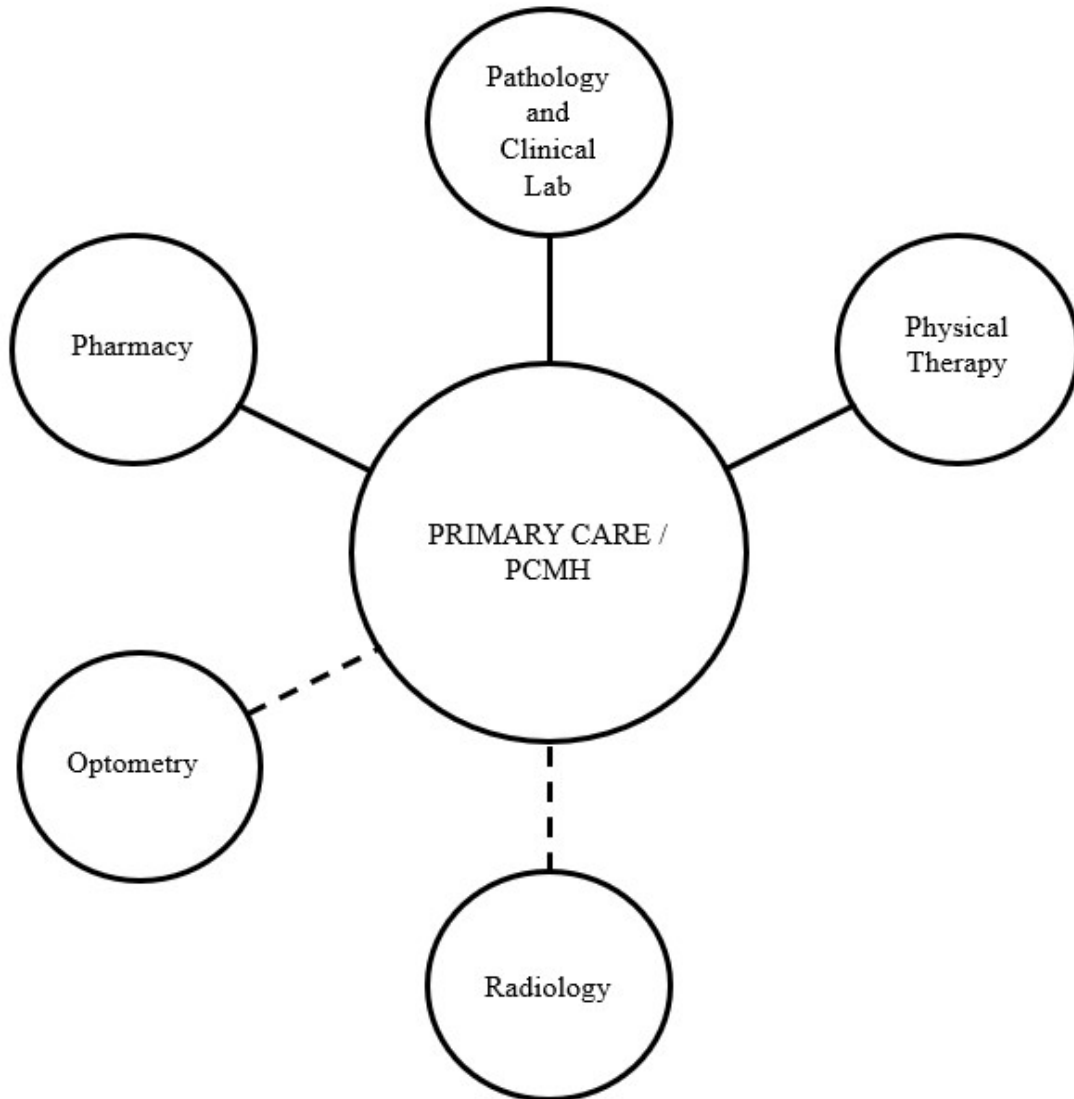 Pathology
and
Clinical
Lab
Pharmacy
Physical
Therapy
PRIMARY CARE /
PCMH
Optometry
Radiology